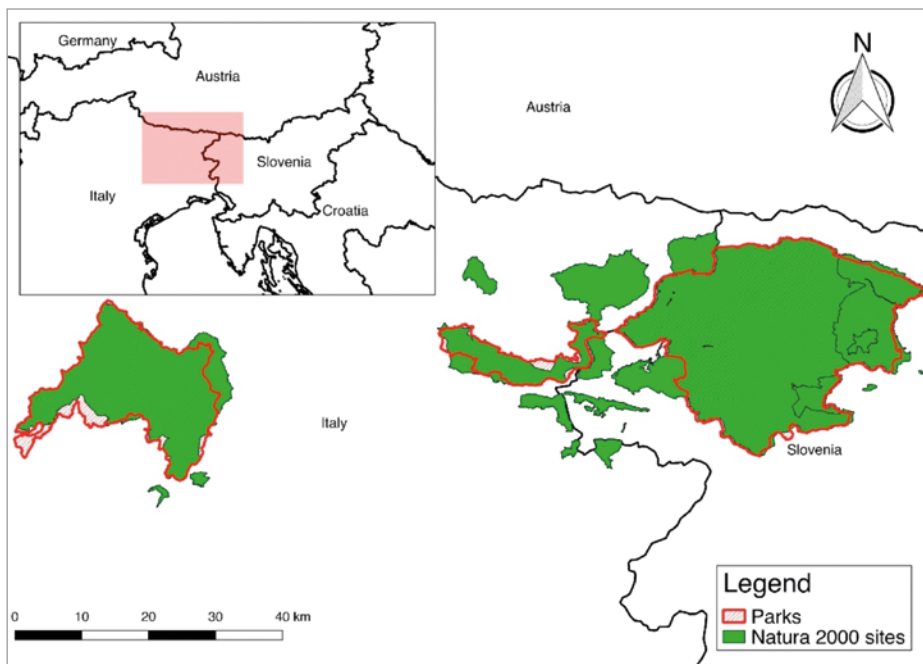 Germany
Austria
Slovenia
Italy
Croatia
Austria
N
Italy
Slovenia
0 10 20 30 40 km
Legend
Parks
Natura 2000 sites